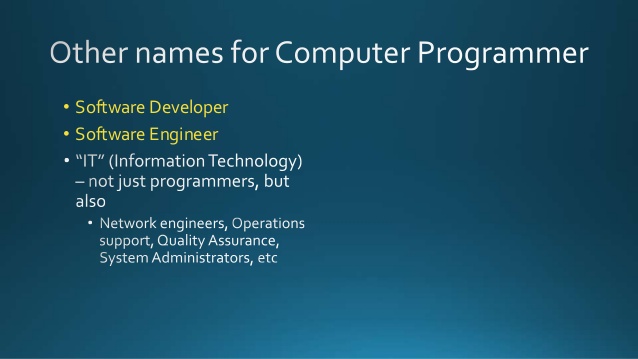 Other names for Computer Programmer
• Software Developer
• Software Engineer
• “IT” (Information Technology)
– not just programmers, but
also
▪ Network engineers, Operations
support, Quality Assurance,
System Administrators, etc